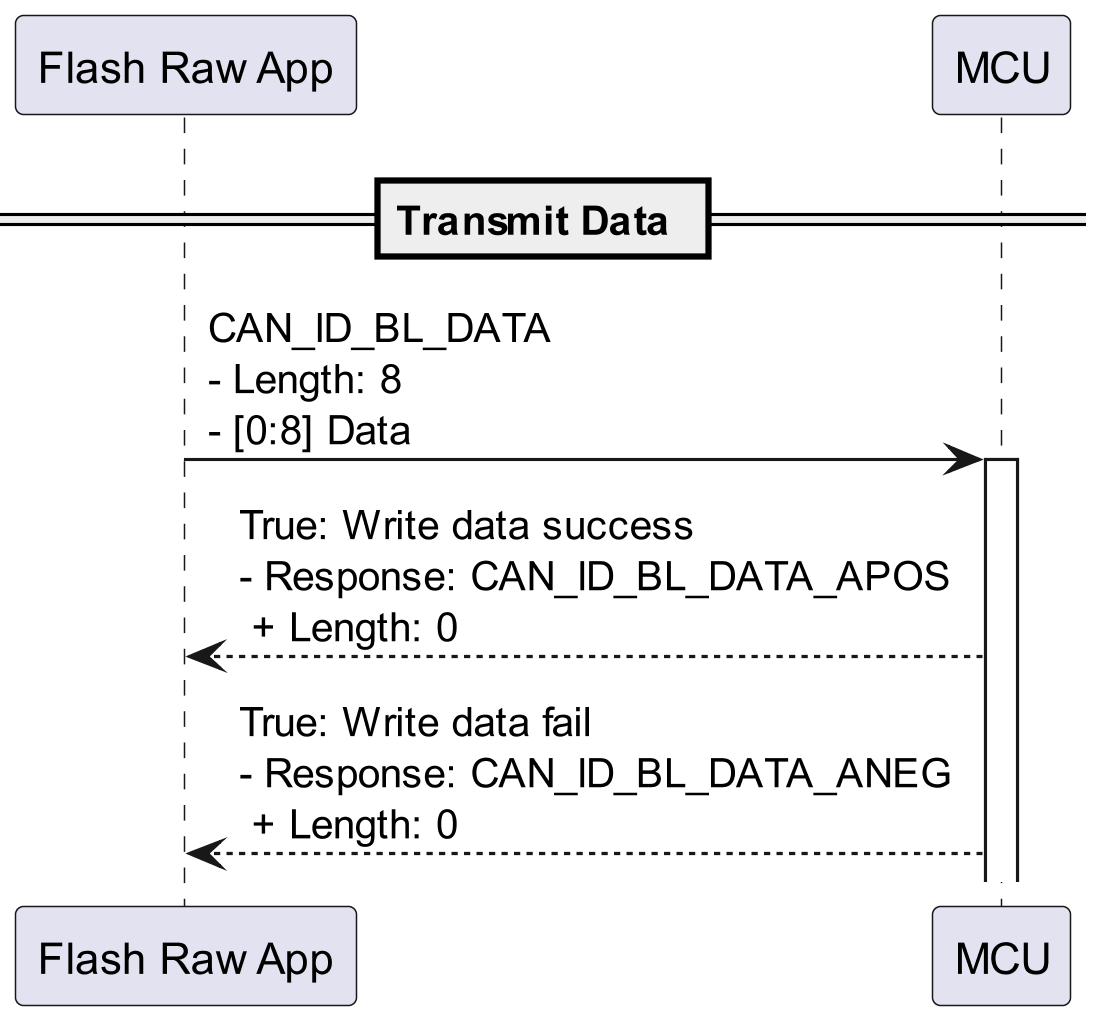 Flash Raw App
MCU
Transmit Data
CAN_ID_BL_DATA
- Length: 8
- [0:8] Data
True: Write data success
- Response: CAN_ID_BL_DATA_APOS
+ Length: 0
True: Write data fail
- Response: CAN_ID_BL_DATA_ANEG
+ Length: 0
Flash Raw App
MCU